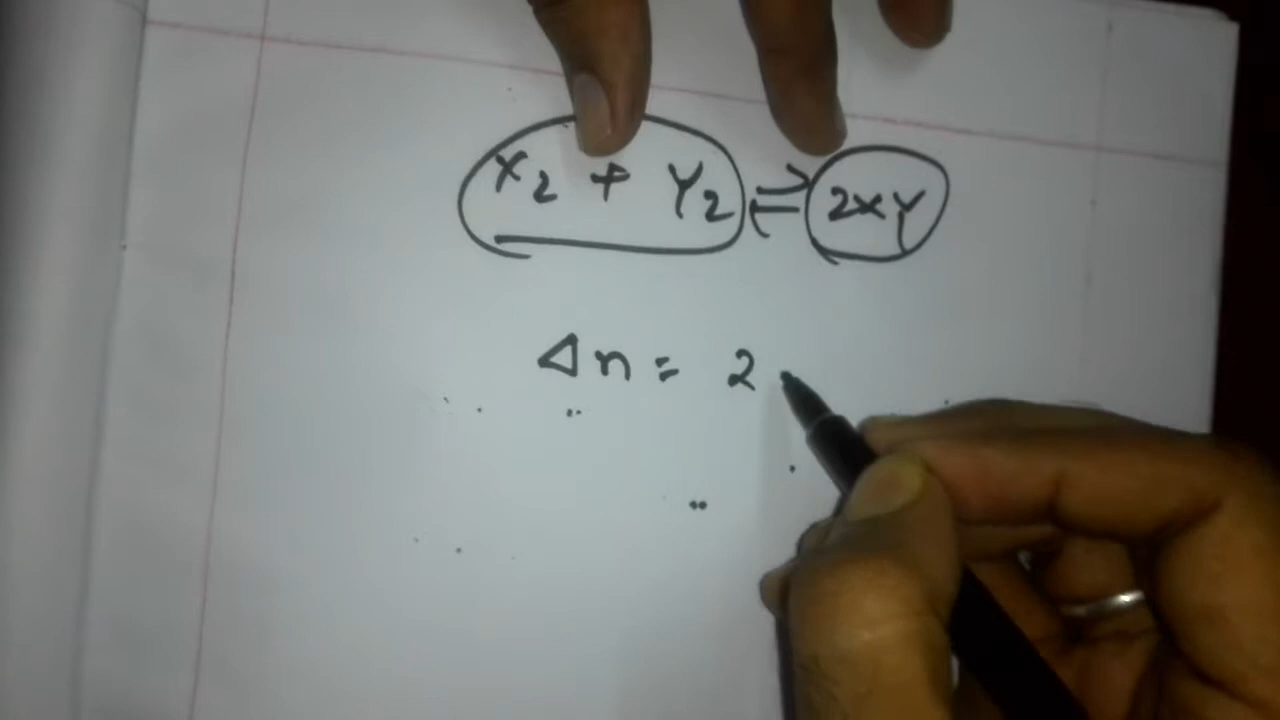 X2 + Y2 ⇌ 2XY
Δn = 2